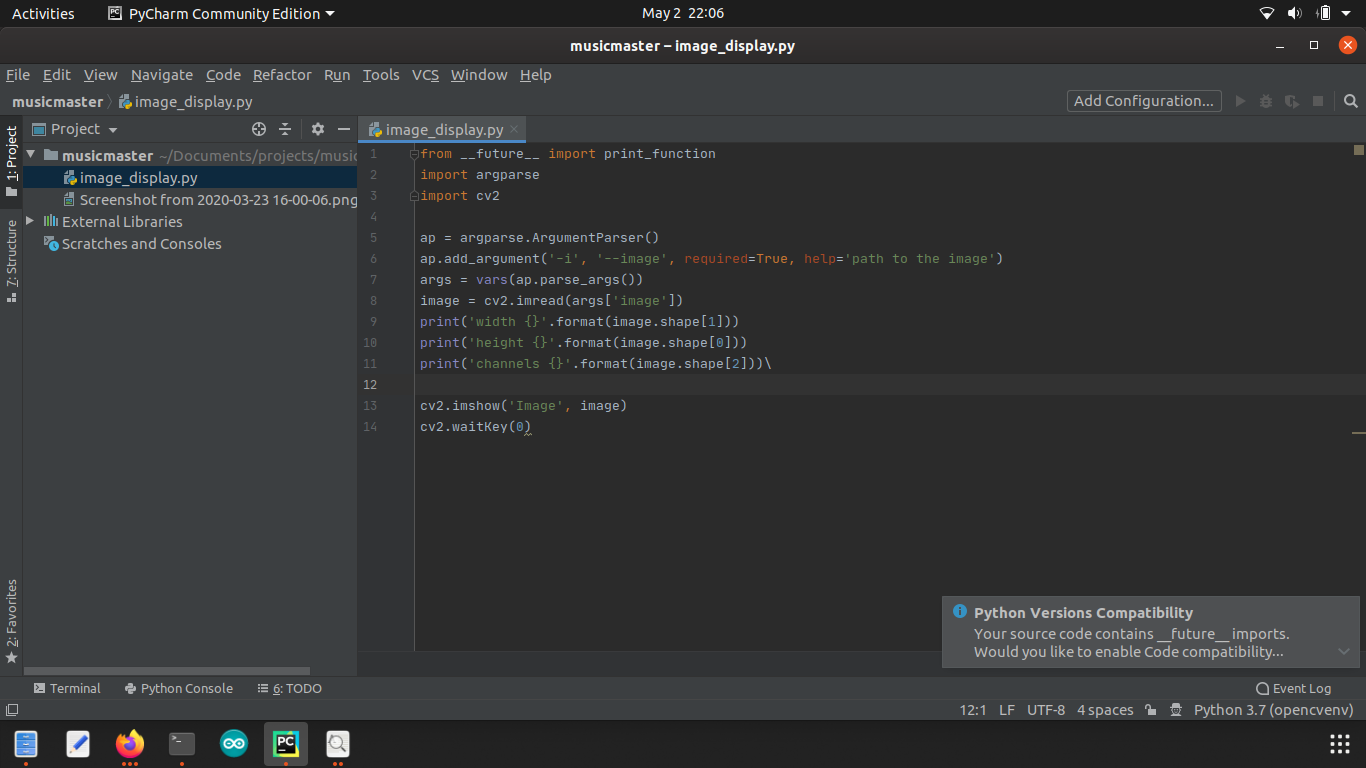 Activities PyCharm Community Edition May 2 22:06
musicmaster – image_display.py
File Edit View Navigate Code Refactor Run Tools VCS Window Help
musicmaster image_display.py Add Configuration...
1: Project
7: Structure
2: Favorites
Project
musicmaster ~/Documents/projects/music
image_display.py
Screenshot from 2020-03-23 16-00-06.png
External Libraries
Scratches and Consoles
image_display.py
1 from __future__ import print_function
2 import argparse
3 import cv2
4
5 ap = argparse.ArgumentParser()
6 ap.add_argument('-i', '--image', required=True, help='path to the image')
7 args = vars(ap.parse_args())
8 image = cv2.imread(args['image'])
9 print('width {}'.format(image.shape[1]))
10 print('height {}'.format(image.shape[0]))
11 print('channels {}'.format(image.shape[2]))\
12
13 cv2.imshow('Image', image)
14 cv2.waitKey(0)
Python Versions Compatibility
Your source code contains __future__ imports.
Would you like to enable Code compatibility...
Terminal Python Console 6: TODO Event Log
12:1 LF UTF-8 4 spaces Python 3.7 (opencvenv)
PC